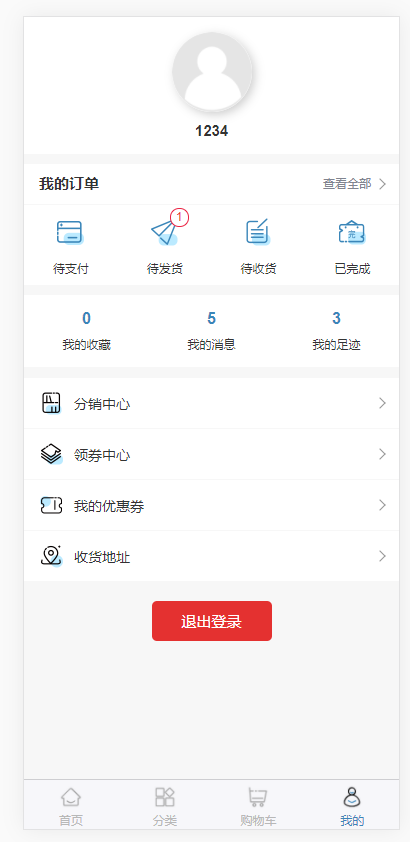 1234
我的订单 查看全部
1
待支付 待发货 待收货 已完成
0 5 3
我的收藏 我的消息 我的足迹
分销中心
领券中心
我的优惠券
收货地址
退出登录
首页 分类 购物车 我的